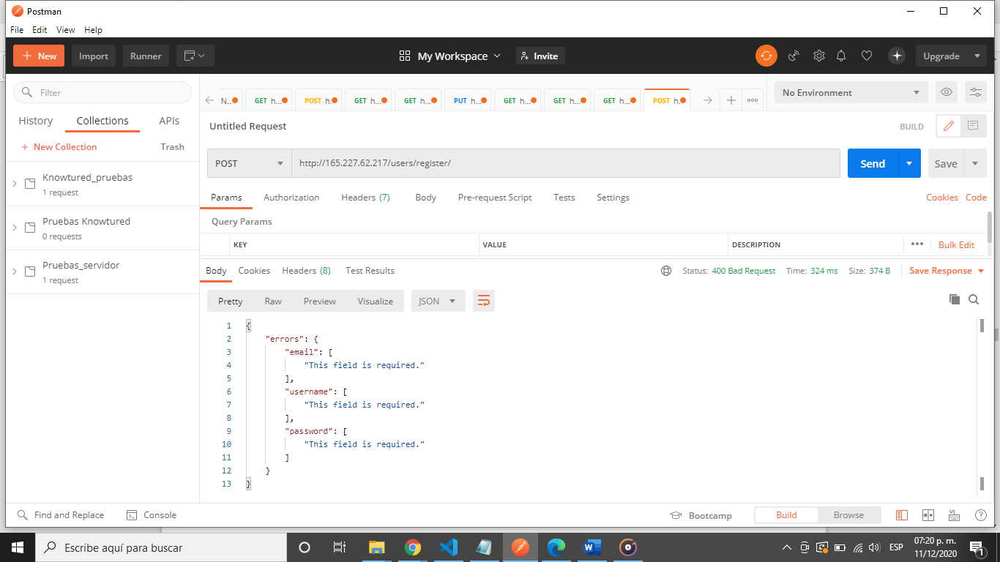 Postman
File Edit View Help
New Import Runner My Workspace Invite Upgrade
Filter
History Collections APIs
+ New Collection Trash
Knowtured_pruebas
1 request
Pruebas Knowtured
0 requests
Pruebas_servidor
1 request
N... GET h... POST h. GET h... GET h... PUT h... GET h... GET h... GET h... POST h.
No Environment
Untitled Request BUILD
POST http://165.227.62.217/users/register/ Send Save
Params Authorization Headers (7) Body Pre-request Script Tests Settings Cookies Code
Query Params
KEY VALUE DESCRIPTION Bulk Edit
Body Cookies Headers (8) Test Results Status: 400 Bad Request Time: 324 ms Size: 374 B Save Response
Pretty Raw Preview Visualize JSON
1 {
2 "errors": {
3 "email": [
4 "This field is required."
5 ],
6 "username": [
7 "This field is required."
8 ],
9 "password": [
10 "This field is required."
11 ]
12 }
13 }
Find and Replace Console Bootcamp Build Browse
Escribe aquí para buscar
ESP
07:20 p. m.
11/12/2020
1